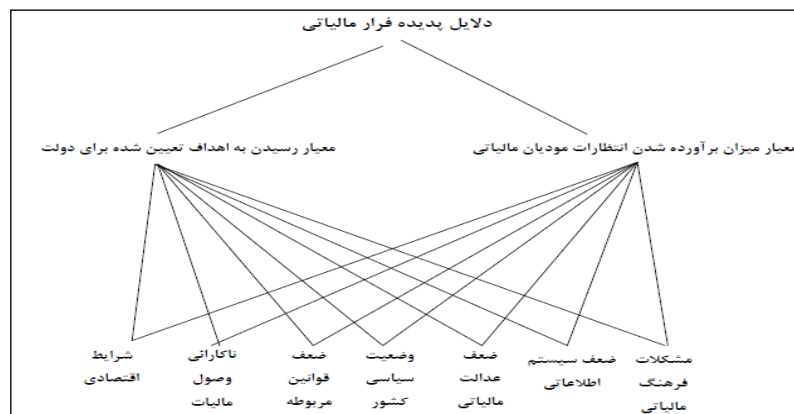 دلایل پدیده فرار مالیاتی
معیار میزان برآورده شدن انتظارات مودیان مالیاتی
معیار رسیدن به اهداف تعیین شده برای دولت
مشکلات
فرهنگ
مالیاتی
ضعف سیستم
اطلاعاتی
ضعف
عدالت
مالیاتی
وضعیت
سیاسی
کشور
ضعف
قوانین
مربوطه
ناکارائی
وصول
مالیات
شرایط
اقتصادی